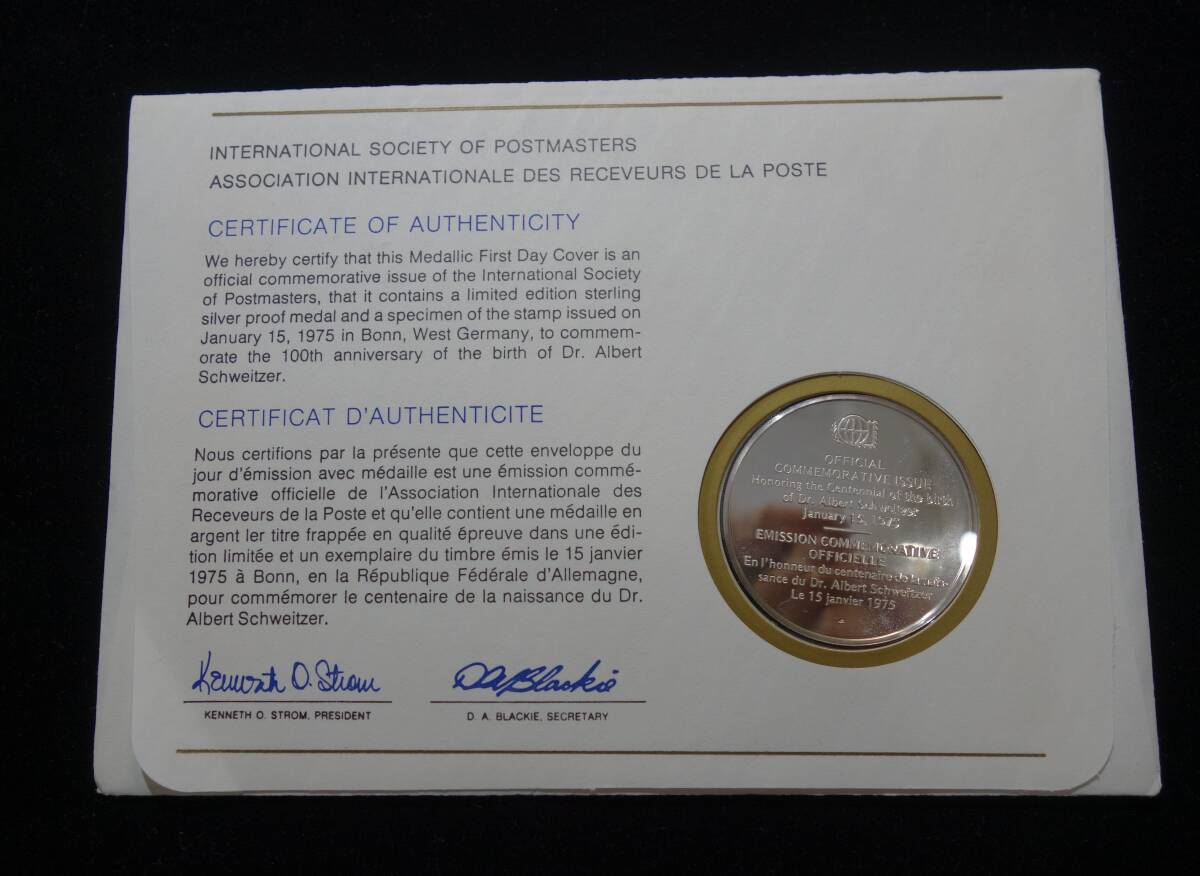 INTERNATIONAL SOCIETY OF POSTMASTERS
ASSOCIATION INTERNATIONALE DES RECEVEURS DE LA POSTE
CERTIFICATE OF AUTHENTICITY
We hereby certify that this Medallic First Day Cover is an
official commemorative issue of the International Society
of Postmasters, that it contains a limited edition sterling
silver proof medal and a specimen of the stamp issued on
January 15, 1975 in Bonn, West Germany, to commem-
orate the 100th anniversary of the birth of Dr. Albert
Schweitzer.
CERTIFICAT D'AUTHENTICITE
Nous certifions par la présente que cette enveloppe du
jour d'émission avec médaille est une émission commé-
morative officielle de l'Association Internationale des
Receveurs de la Poste et qu'elle contient une médaille en
argent ler titre frappée en qualité épreuve dans une édi-
tion limitée et un exemplaire du timbre émis le 15 janvier
1975 à Bonn, en la République Fédérale d'Allemagne,
pour commémorer le centenaire de la naissance du Dr.
Albert Schweitzer.
Kenneth O. Strom
KENNETH O. STROM, PRESIDENT
D A Blackie
D. A. BLACKIE, SECRETARY
OFFICIAL
COMMEMORATIVE ISSUE
Honoring the Centennial of the birth
of Dr. Albert Schweitzer
January 15, 1975
EMISSION COMMEMORATIVE
OFFICIELLE
En l'honneur du centenaire de la nais-
sance du Dr. Albert Schweitzer
Le 15 janvier 1975